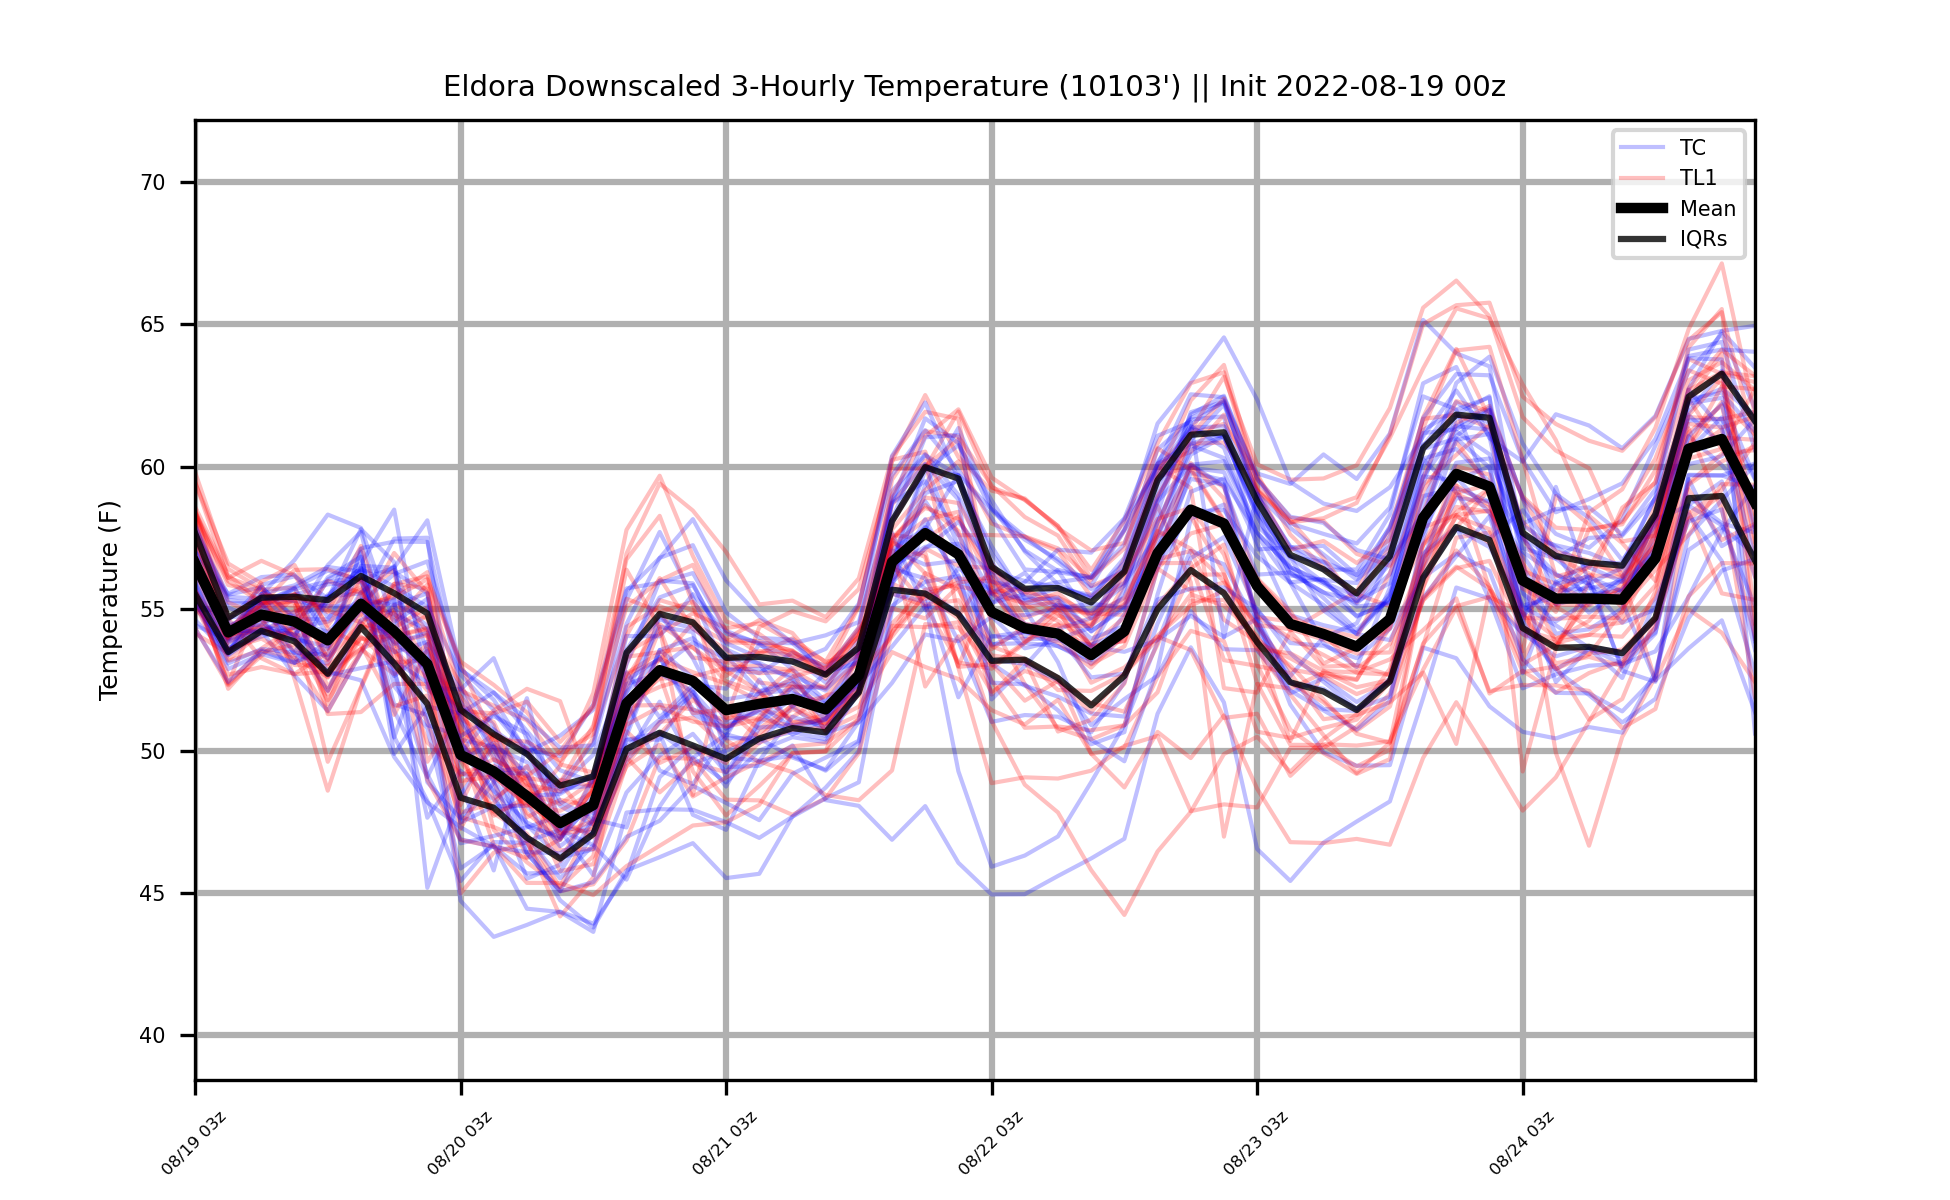 Eldora Downscaled 3-Hourly Temperature (10103') || Init 2022-08-19 00z
TC
TL1
Mean
IQRs
Temperature (F)
70
65
60
55
50
45
40
08/19 03z
08/20 03z
08/21 03z
08/22 03z
08/23 03z
08/24 03z